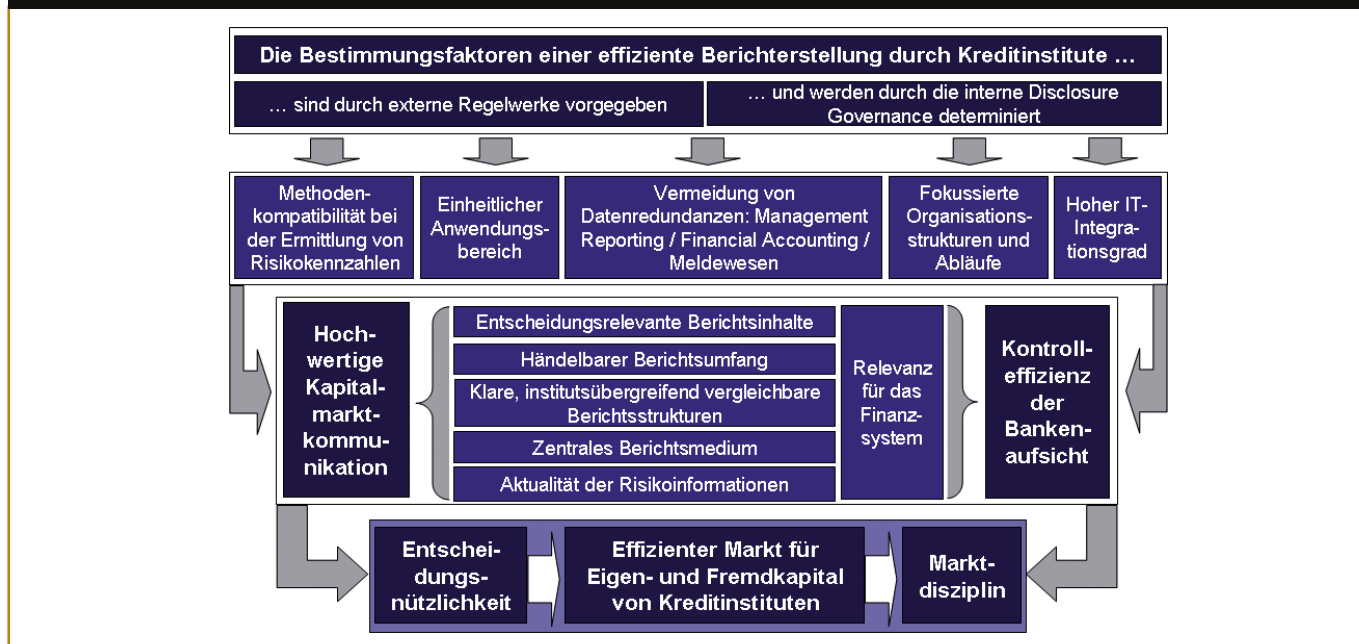 Die Bestimmungsfaktoren einer effiziente Berichterstellung durch Kreditinstitute …
… sind durch externe Regelwerke vorgegeben
… und werden durch die interne Disclosure
Governance determiniert
Methoden-
kompatibilität bei
der Ermittlung von
Risikokennzahlen
Einheitlicher
Anwendungs-
bereich
Vermeidung von
Datenredundanzen: Management
Reporting / Financial Accounting /
Meldewesen
Fokussierte
Organisations-
strukturen und
Abläufe
Hoher IT-
Integra-
tionsgrad
Hoch-
wertige
Kapital-
markt-
kommu-
nikation
Entscheidungsrelevante Berichtsinhalte
Händelbarer Berichtsumfang
Klare, institutsübergreifend vergleichbare
Berichtsstrukturen
Zentrales Berichtsmedium
Aktualität der Risikoinformationen
Relevanz
für das
Finanz-
system
Kontroll-
effizienz
der
Banken-
aufsicht
Entschei-
dungs-
nützlichkeit
Effizienter Markt für
Eigen- und Fremdkapital
von Kreditinstituten
Markt-
disziplin